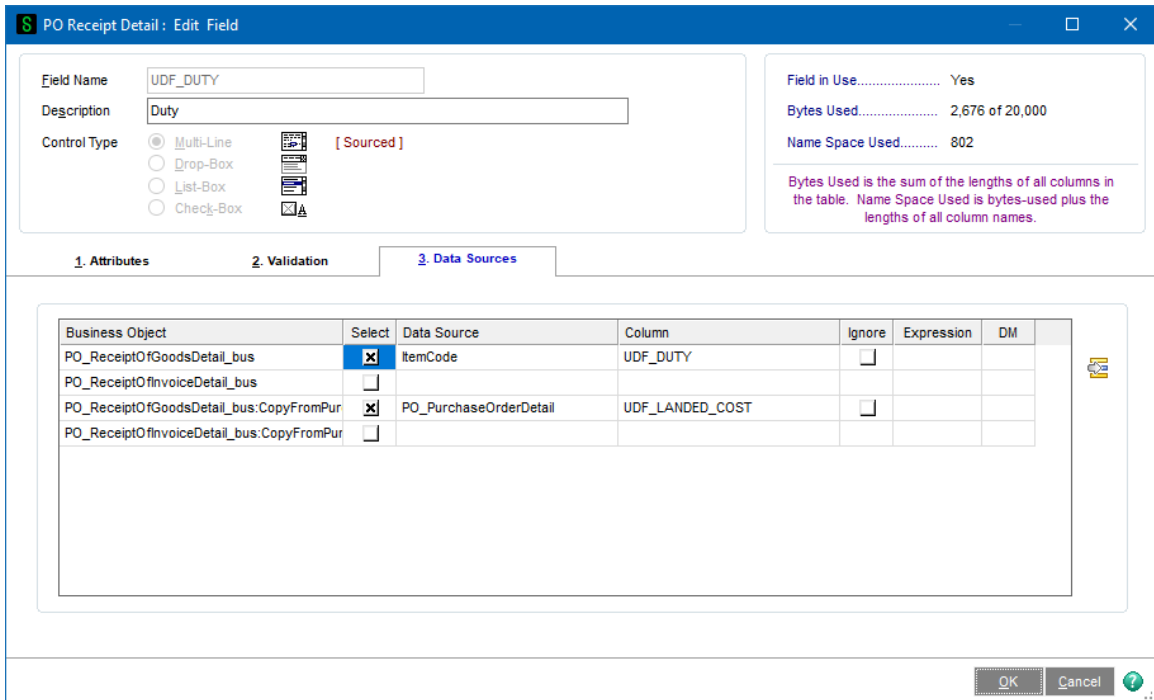 S PO Receipt Detail : Edit Field
Field Name UDF_DUTY
Description Duty
Control Type Multi-Line [ Sourced ]
Drop-Box
List-Box
Check-Box A
Field in Use...................... Yes
Bytes Used.................... 2,676 of 20,000
Name Space Used.......... 802
Bytes Used is the sum of the lengths of all columns in
the table. Name Space Used is bytes-used plus the
lengths of all column names.
1. Attributes 2. Validation 3. Data Sources
Business Object Select Data Source Column Ignore Expression DM
PO_ReceiptOfGoodsDetail_bus ItemCode UDF_DUTY
PO_ReceiptOfInvoiceDetail_bus
PO_ReceiptOfGoodsDetail_bus:CopyFromPur PO_PurchaseOrderDetail UDF_LANDED_COST
PO_ReceiptOfInvoiceDetail_bus:CopyFromPur
OK Cancel ?